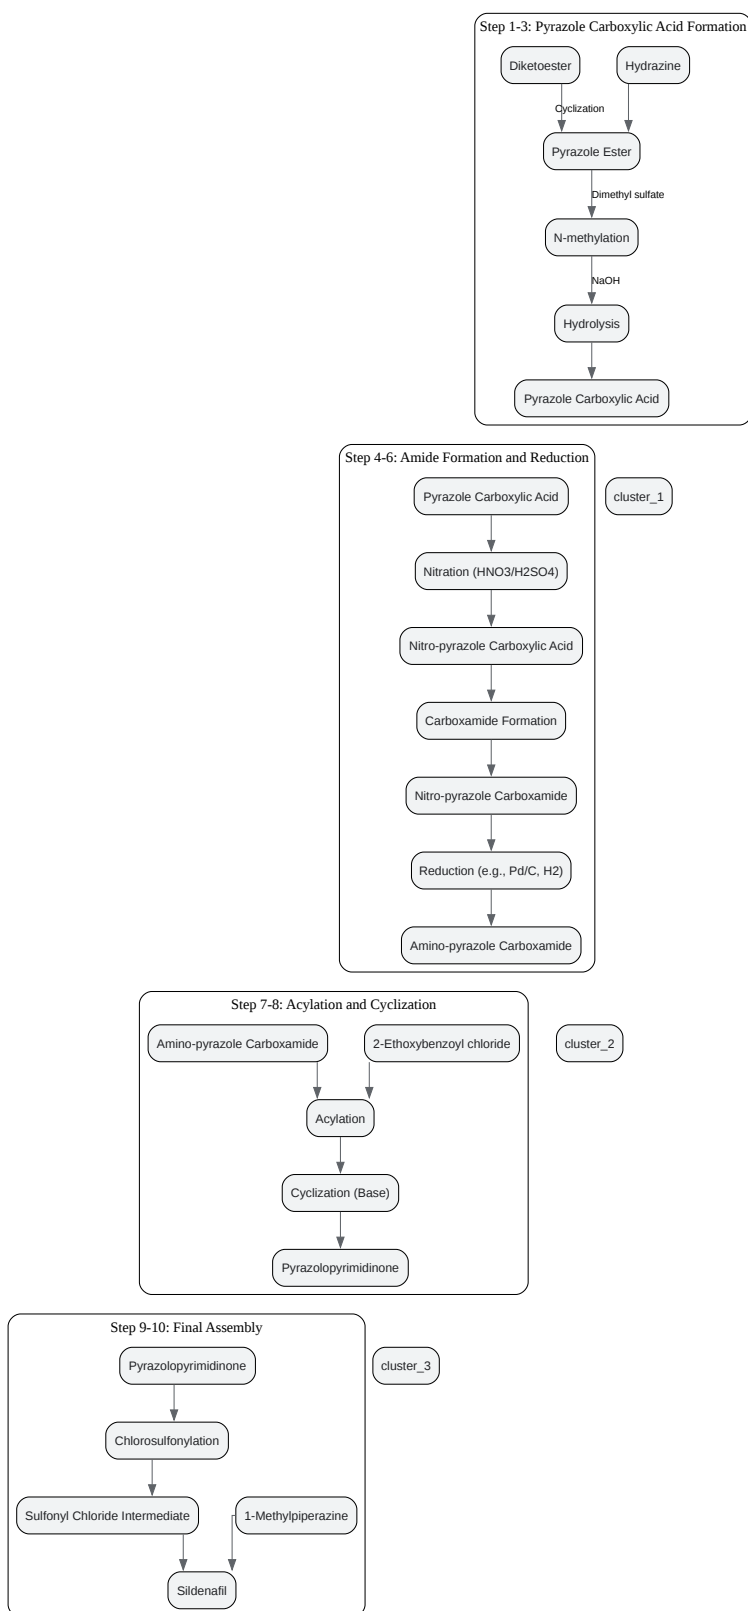 Step 1-3: Pyrazole Carboxylic Acid Formation
Diketoester
Hydrazine
Cyclization
Pyrazole Ester
Dimethyl sulfate
N-methylation
NaOH
Hydrolysis
Pyrazole Carboxylic Acid
Step 4-6: Amide Formation and Reduction
Pyrazole Carboxylic Acid
cluster_1
Nitration (HNO3/H2SO4)
Nitro-pyrazole Carboxylic Acid
Carboxamide Formation
Nitro-pyrazole Carboxamide
Reduction (e.g., Pd/C, H2)
Amino-pyrazole Carboxamide
Step 7-8: Acylation and Cyclization
Amino-pyrazole Carboxamide
2-Ethoxybenzoyl chloride
cluster_2
Acylation
Cyclization (Base)
Pyrazolopyrimidinone
Step 9-10: Final Assembly
Pyrazolopyrimidinone
cluster_3
Chlorosulfonylation
Sulfonyl Chloride Intermediate
1-Methylpiperazine
Sildenafil